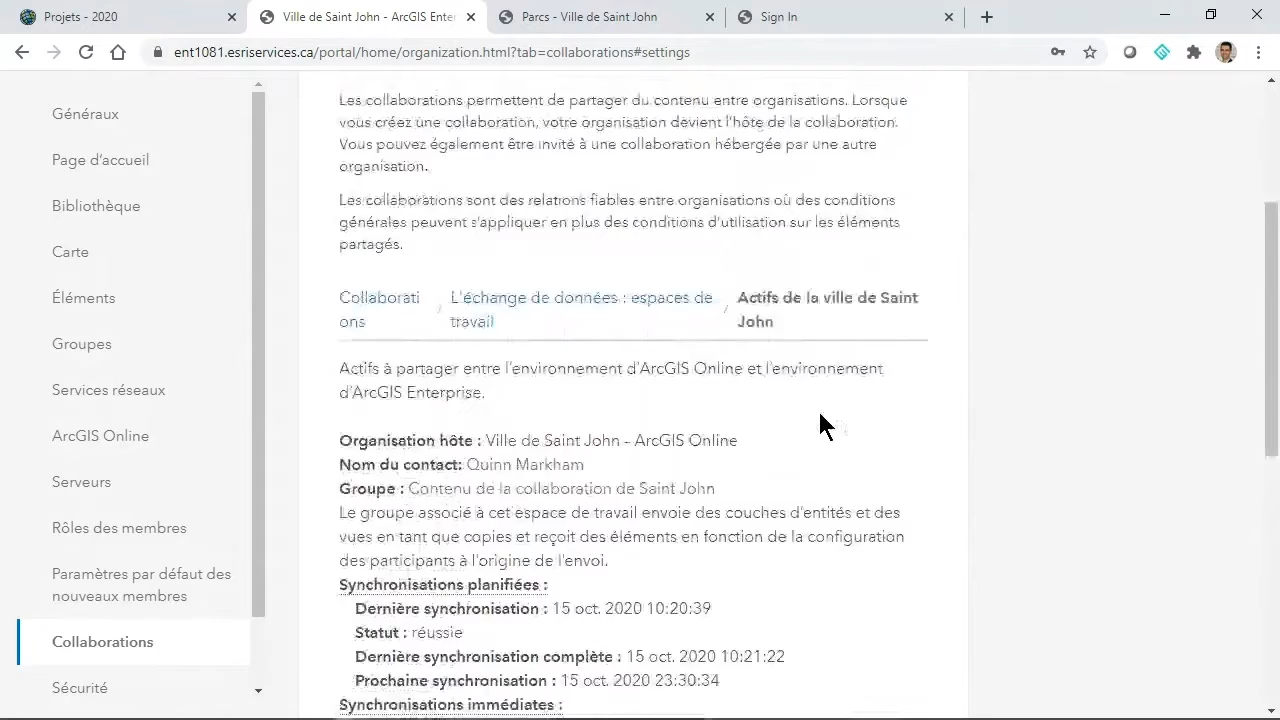 Projets - 2020
Ville de Saint John - ArcGIS Enter
Parcs - Ville de Saint John
Sign In
ent1081.esriservices.ca/portal/home/organization.html?tab=collaborations#settings
Généraux
Page d’accueil
Bibliothèque
Carte
Éléments
Groupes
Services réseaux
ArcGIS Online
Serveurs
Rôles des membres
Paramètres par défaut des
nouveaux membres
Collaborations
Sécurité
Les collaborations permettent de partager du contenu entre organisations. Lorsque
vous créez une collaboration, votre organisation devient l’hôte de la collaboration.
Vous pouvez également être invité à une collaboration hébergée par une autre
organisation.
Les collaborations sont des relations fiables entre organisations où des conditions
générales peuvent s’appliquer en plus des conditions d’utilisation sur les éléments
partagés.
Collaborati
ons
/
L'échange de données : espaces de
travail
/
Actifs de la ville de Saint
John
Actifs à partager entre l’environnement d’ArcGIS Online et l’environnement
d’ArcGIS Enterprise.
Organisation hôte : Ville de Saint John - ArcGIS Online
Nom du contact: Quinn Markham
Groupe : Contenu de la collaboration de Saint John
Le groupe associé à cet espace de travail envoie des couches d’entités et des
vues en tant que copies et reçoit des éléments en fonction de la configuration
des participants à l’origine de l’envoi.
Synchronisations planifiées :
Dernière synchronisation : 15 oct. 2020 10:20:39
Statut : réussie
Dernière synchronisation complète : 15 oct. 2020 10:21:22
Prochaine synchronisation : 15 oct. 2020 23:30:34
Synchronisations immédiates :